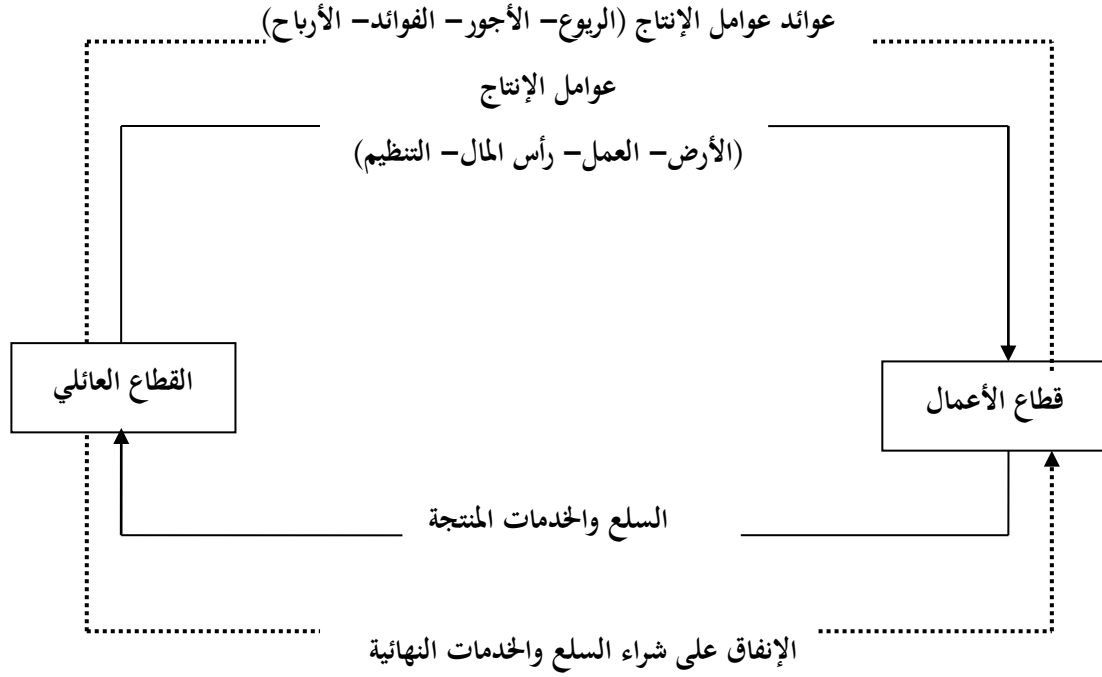 عوائد عوامل الإنتاج (الريوع– الأجور– الفوائد– الأرباح)
عوامل الإنتاج
(الأرض– العمل– رأس المال– التنظيم)
القطاع العائلي
قطاع الأعمال
السلع والخدمات المنتجة
الإنفاق على شراء السلع والخدمات النهائية